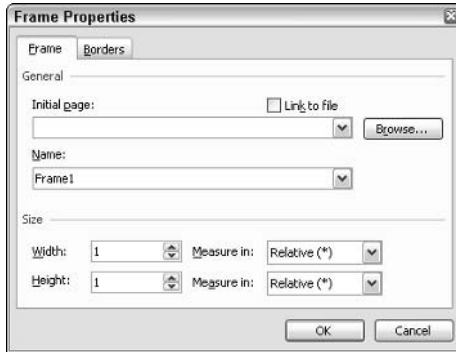 Frame Properties
Frame Borders
General
Initial page: Link to file
Browse...
Name:
Frame1
Size
Width: 1 Measure in: Relative (*)
Height: 1 Measure in: Relative (*)
OK Cancel